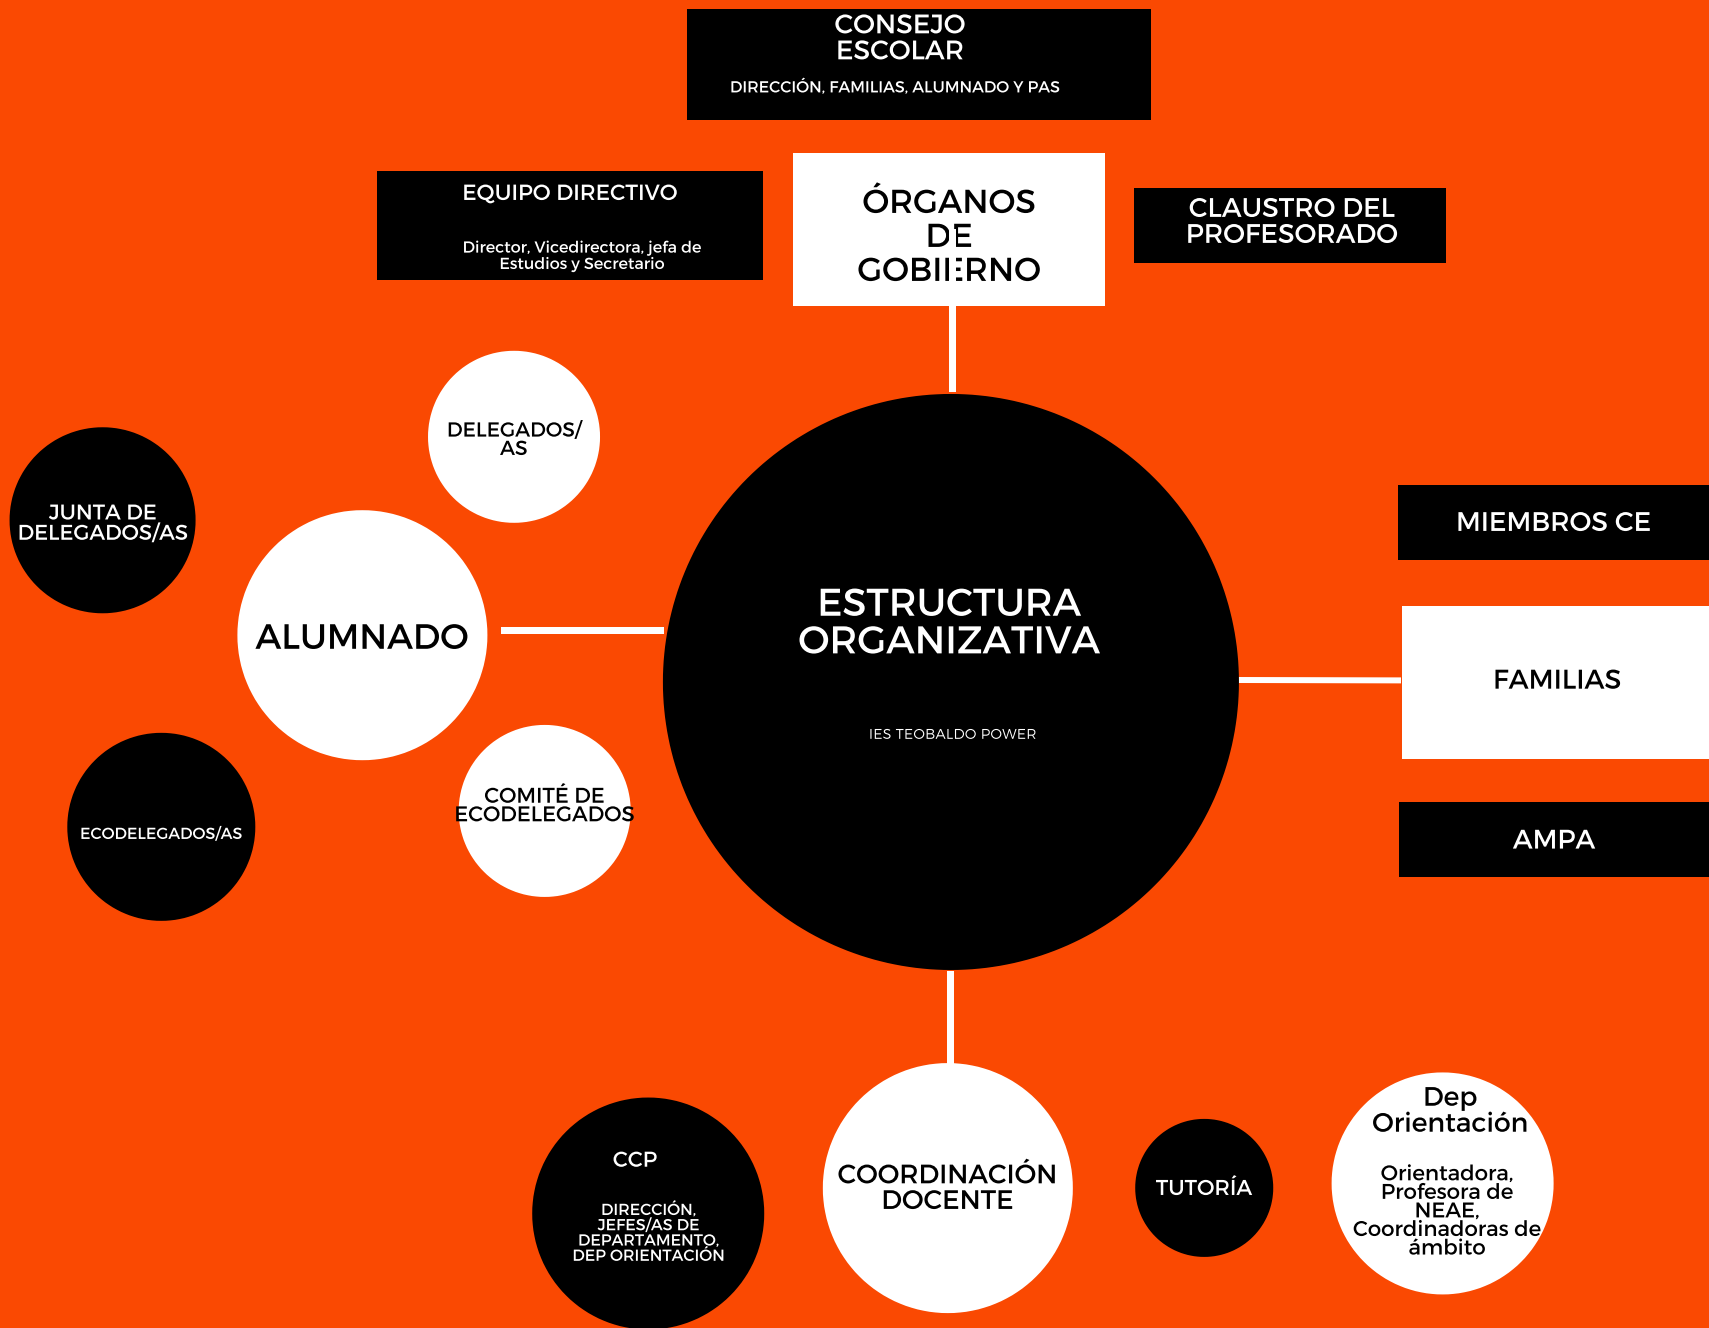 CONSEJO
ESCOLAR
DIRECCIÓN, FAMILIAS, ALUMNADO Y PAS
EQUIPO DIRECTIVO
Director, Vicedirectora, jefa de
Estudios y Secretario
ÓRGANOS
DE
GOBIIERNO
CLAUSTRO DEL
PROFESORADO
DELEGADOS/
AS
JUNTA DE
DELEGADOS/AS
ALUMNADO
ECODELEGADOS/AS
COMITÉ DE
ECODELEGADOS
ESTRUCTURA
ORGANIZATIVA
IES TEOBALDO POWER
MIEMBROS CE
FAMILIAS
AMPA
CCP
DIRECCIÓN,
JEFES/AS DE
DEPARTAMENTO,
DEP ORIENTACIÓN
COORDINACIÓN
DOCENTE
TUTORÍA
Dep
Orientación
Orientadora,
Profesora de
NEAE,
Coordinadoras de
ámbito